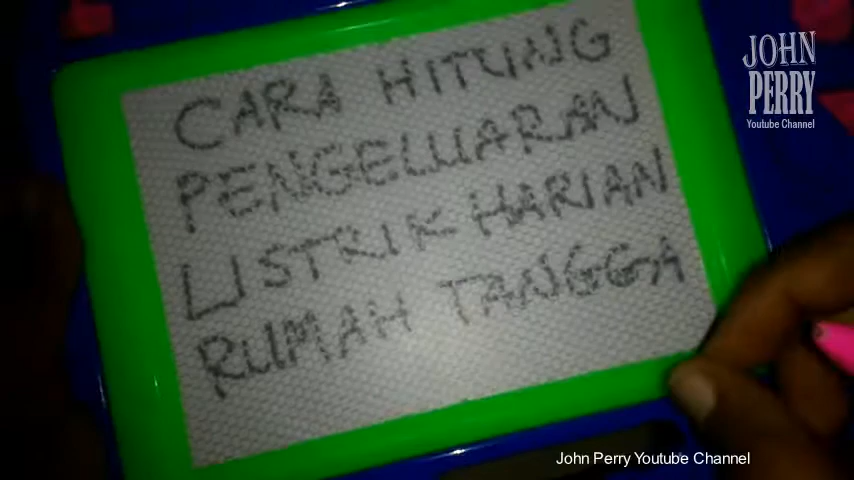 CARA HITUNG
PENGELUARAN
LISTRIK HARIAN
RUMAH TANGGA
JOHN
PERRY
Youtube Channel
John Perry Youtube Channel